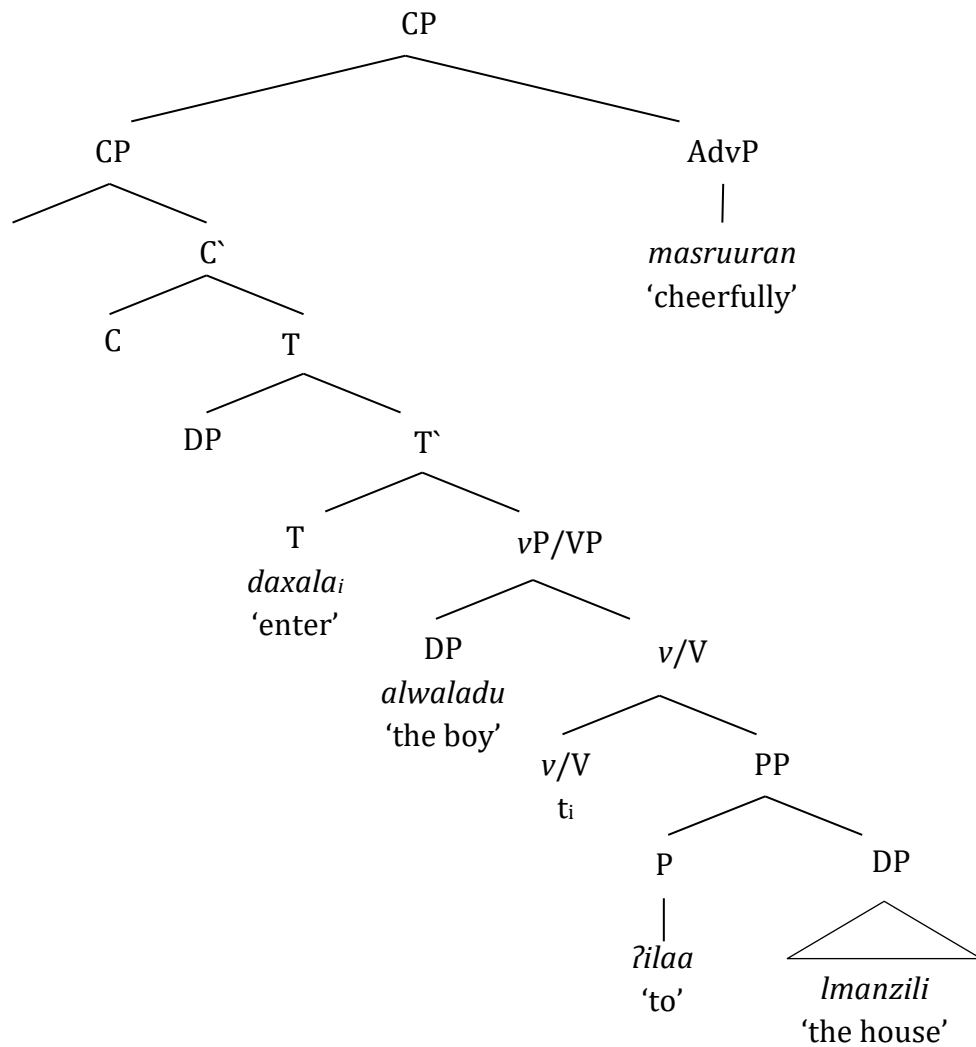 CP
CP AdvP
C` masruuran
‘cheerfully’
C T
DP T`
T vP/VP
daxalaᵢ
‘enter’
DP v/V
alwaladu
‘the boy’
v/V PP
tᵢ
P DP
ʔilaa lmanzili
‘to’ ‘the house’